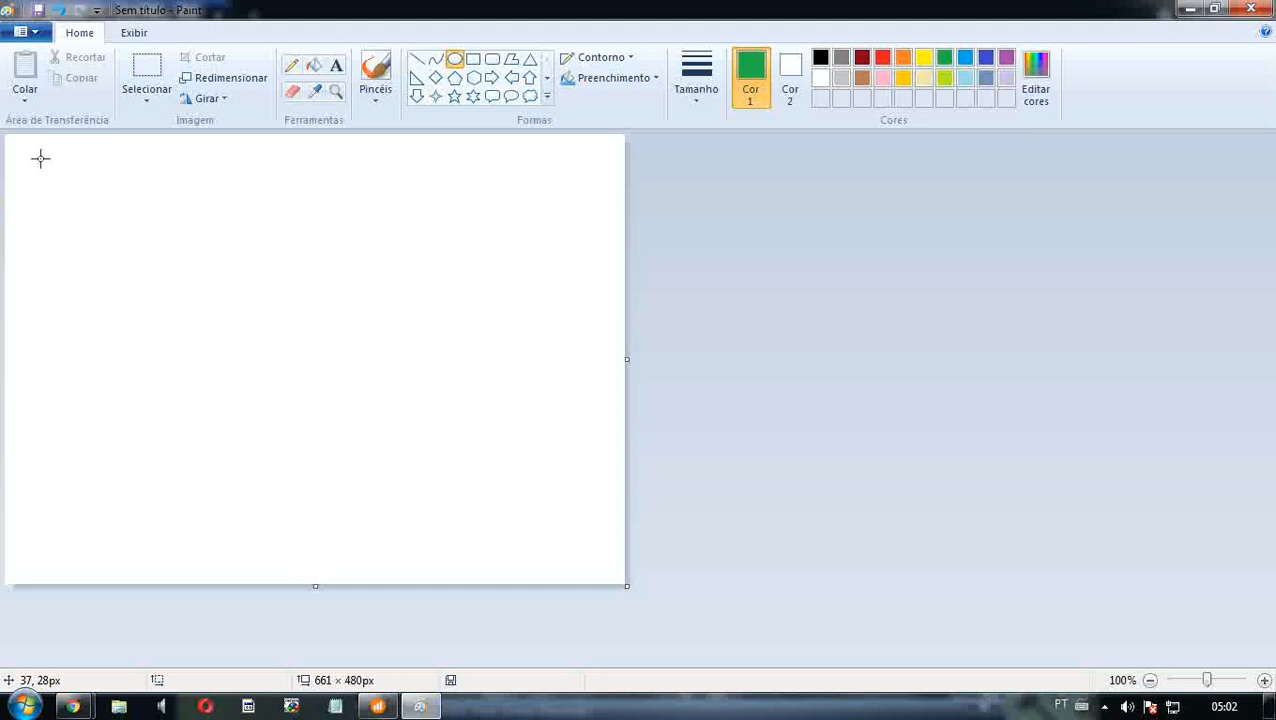 Sem título - Paint
Home Exibir
Colar
Recortar
Copiar
Área de Transferência
Selecionar
Cortar
Redimensionar
Girar
Imagem
A
Ferramentas
Pincéis
Contorno
Preenchimento
Formas
Tamanho
Cor
1
Cor
2
Editar
cores
Cores
37, 28px
661 × 480px
100%
PT
05:02